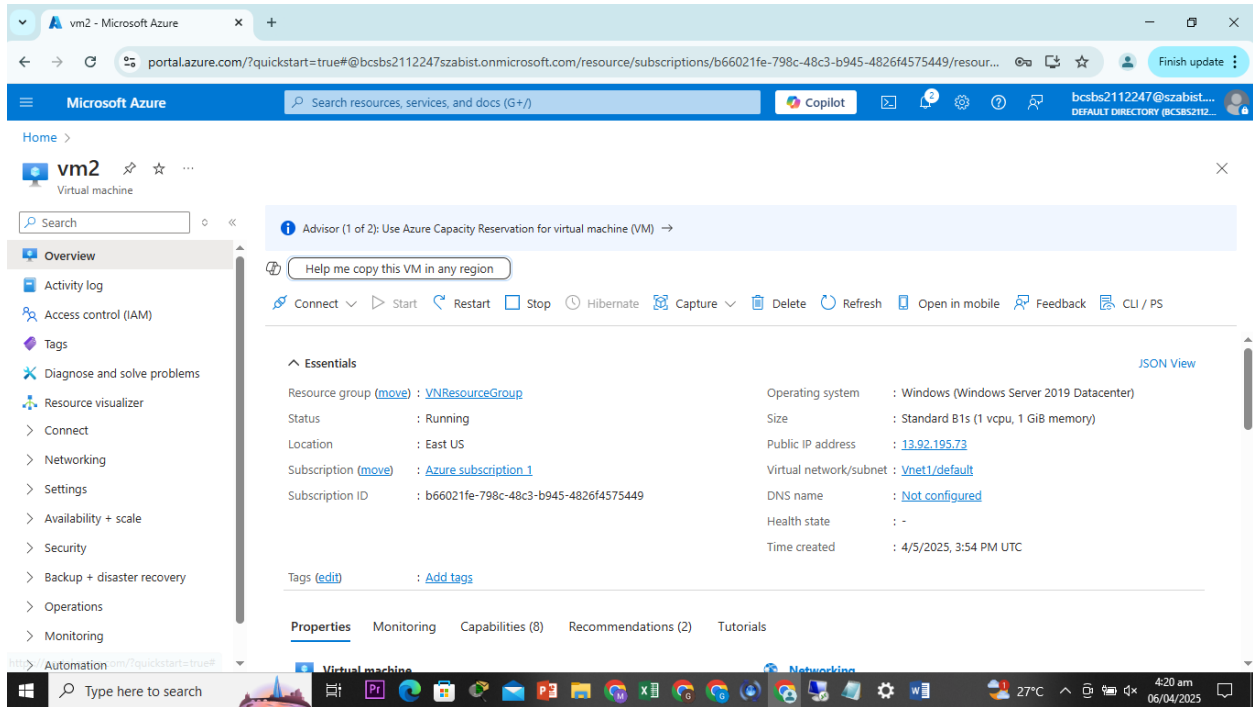 vm2 - Microsoft Azure
portal.azure.com/?quickstart=true#@bcsbs2112247szabist.onmicrosoft.com/resource/subscriptions/b66021fe-798c-48c3-b945-4826f4575449/resour... Finish update
Microsoft Azure Search resources, services, and docs (G+/) Copilot 2 bcsbs2112247@szabist....
DEFAULT DIRECTORY (BCSBS2112...
Home >
vm2 ...
Virtual machine
Search
Overview
Activity log
Access control (IAM)
Tags
Diagnose and solve problems
Resource visualizer
Connect
Networking
Settings
Availability + scale
Security
Backup + disaster recovery
Operations
Monitoring
Automation
Advisor (1 of 2): Use Azure Capacity Reservation for virtual machine (VM) →
Help me copy this VM in any region
Connect Start Restart Stop Hibernate Capture Delete Refresh Open in mobile Feedback CLI / PS
Essentials JSON View
Resource group (move) : VNResourceGroup
Status : Running
Location : East US
Subscription (move) : Azure subscription 1
Subscription ID : b66021fe-798c-48c3-b945-4826f4575449
Operating system : Windows (Windows Server 2019 Datacenter)
Size : Standard B1s (1 vcpu, 1 GiB memory)
Public IP address : 13.92.195.73
Virtual network/subnet : Vnet1/default
DNS name : Not configured
Health state : -
Time created : 4/5/2025, 3:54 PM UTC
Tags (edit) : Add tags
Properties Monitoring Capabilities (8) Recommendations (2) Tutorials
Virtual machine Networking
Type here to search 27°C 4:20 am
06/04/2025